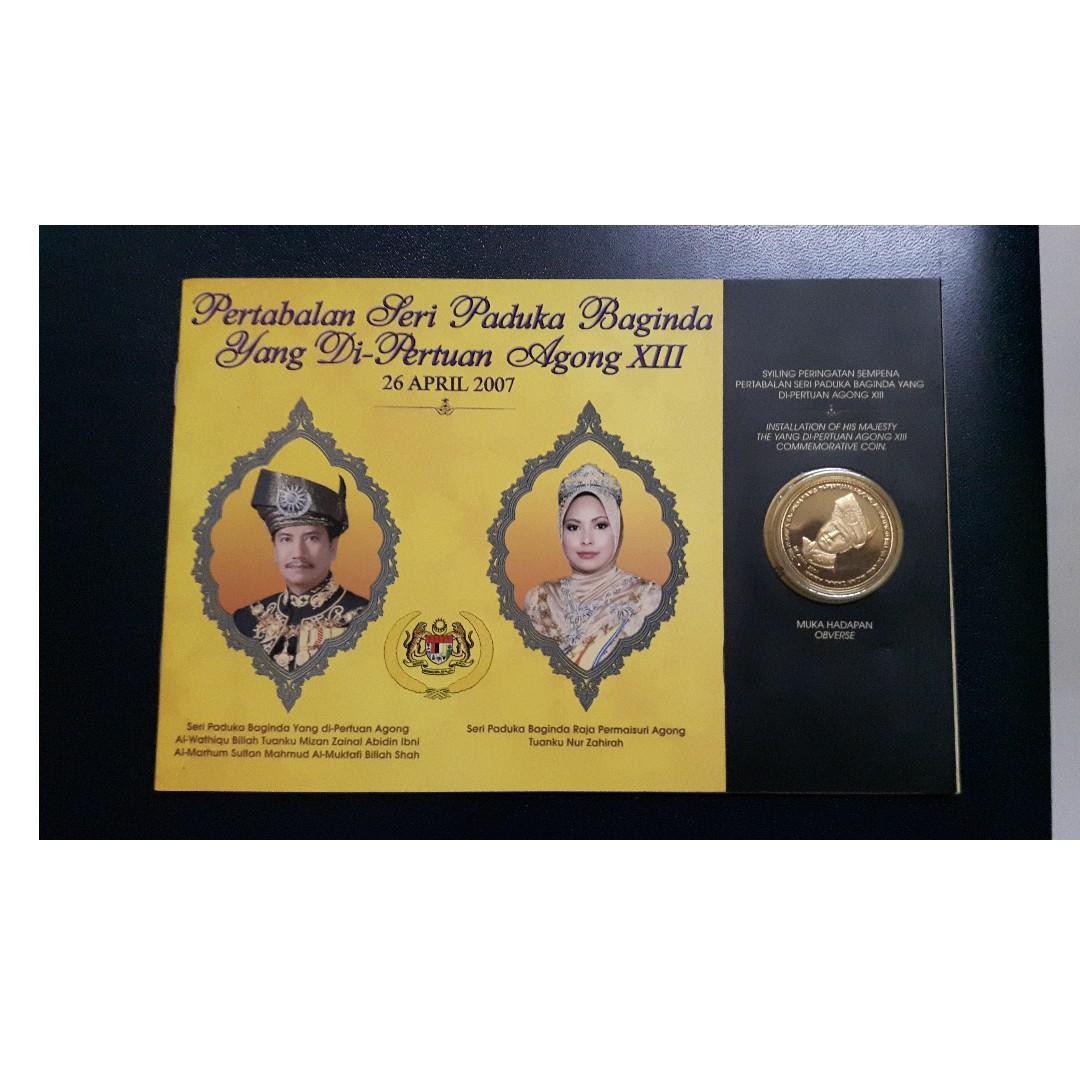 Pertabalan Seri Paduka Baginda
Yang Di-Pertuan Agong XIII
26 APRIL 2007
Seri Paduka Baginda Yang di-Pertuan Agong
Al-Wathiqu Billah Tuanku Mizan Zainal Abidin Ibni
Al-Marhum Sultan Mahmud Al-Muktafi Billah Shah
Seri Paduka Baginda Raja Permaisuri Agong
Tuanku Nur Zahirah
SYILING PERINGATAN SEMPENA
PERTABALAN SERI PADUKA BAGINDA YANG
DI-PERTUAN AGONG XIII
INSTALLATION OF HIS MAJESTY
THE YANG DI-PERTUAN AGONG XIII
COMMEMORATIVE COIN.
MUKA HADAPAN
OBVERSE